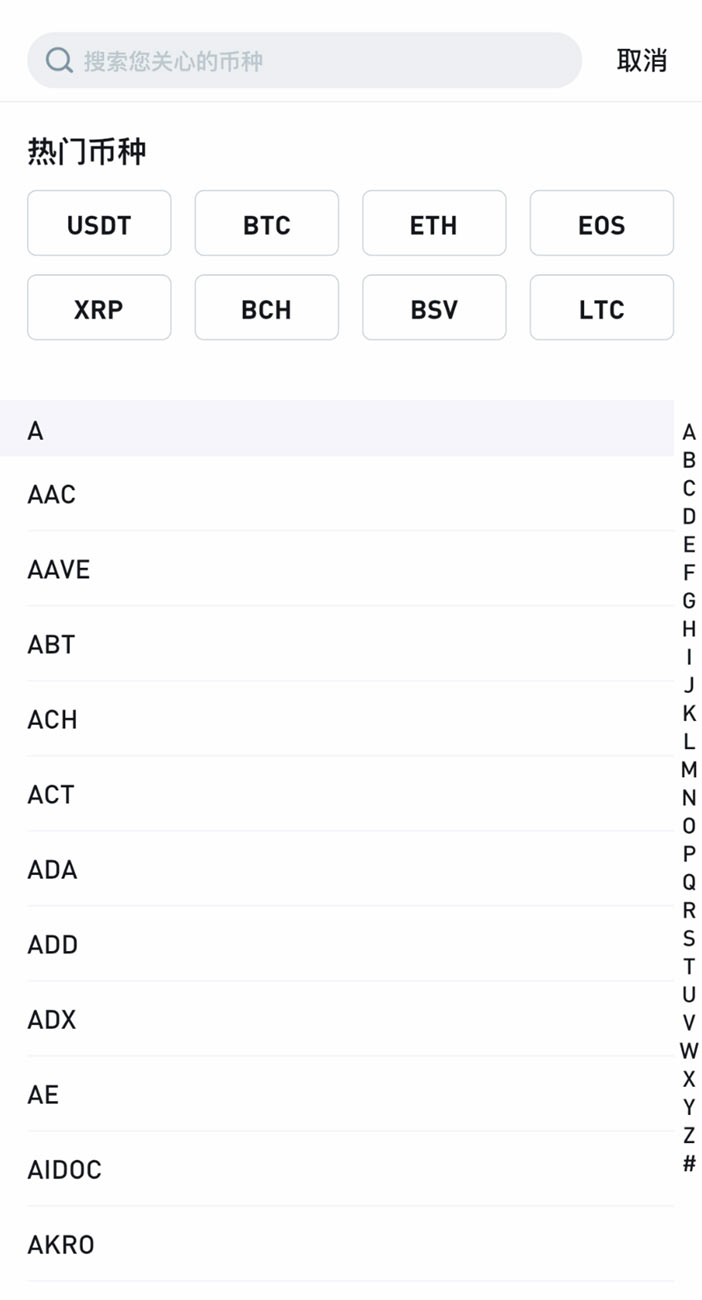 搜索您关心的币种 取消
热门币种
USDT BTC ETH EOS
XRP BCH BSV LTC
A
AAC
AAVE
ABT
ACH
ACT
ADA
ADD
ADX
AE
AIDOC
AKRO
A
B
C
D
E
F
G
H
I
J
K
L
M
N
O
P
Q
R
S
T
U
V
W
X
Y
Z
#